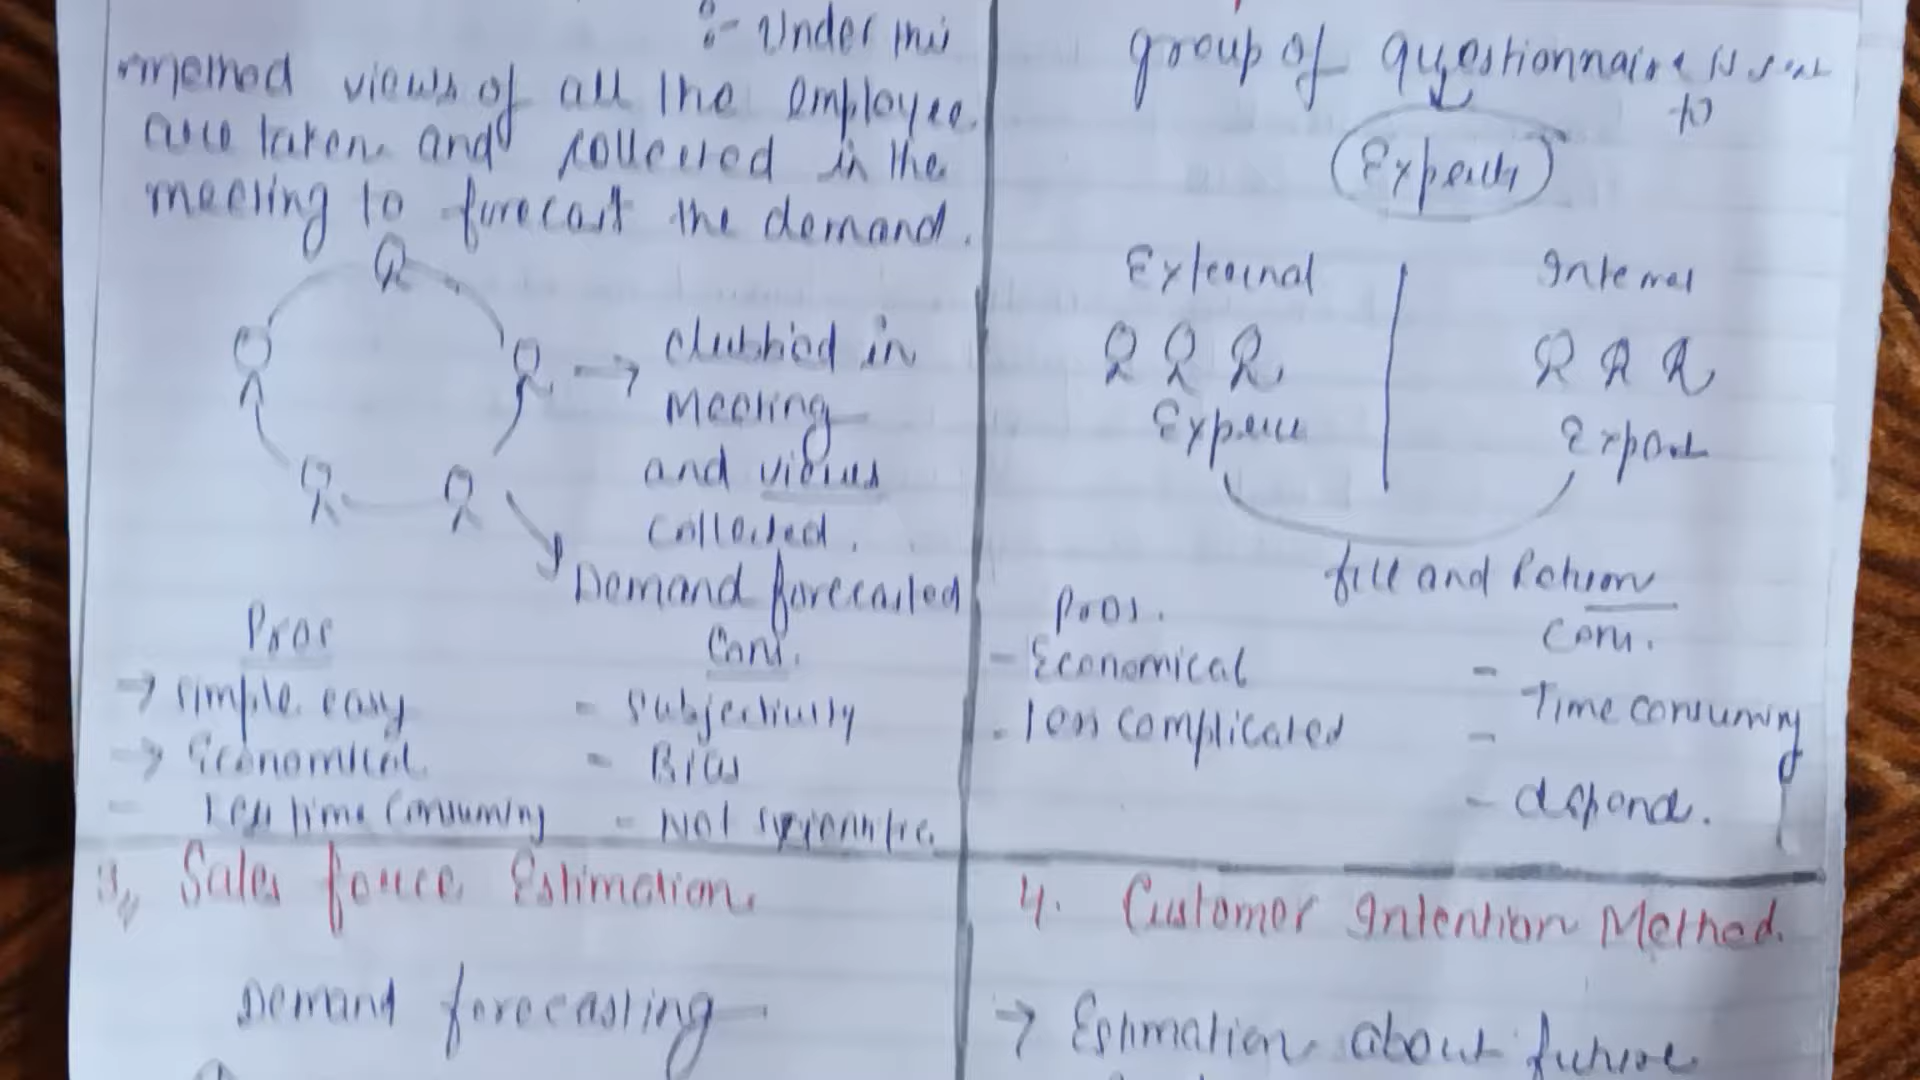 :- Under this
method views of all the employee
are taken and collected in the
meeting to forecast the demand.
clubbed in
meeting
and views
collected.
Demand forecasted
Pros
Cons.
→ simple easy
- Subjectivity
→ Economical
- Bias
- less time consuming
- Not
group of questionnaire is sent
to
Experts
External
Internal
Expert
Expert
fill and Return
Pros.
Cons.
- Economical
- less complicated
- Time consuming
-
- depend.
3, Sales force Estimation.
Demand forecasting
4. Customer Intention Method.
→ Estimation about future